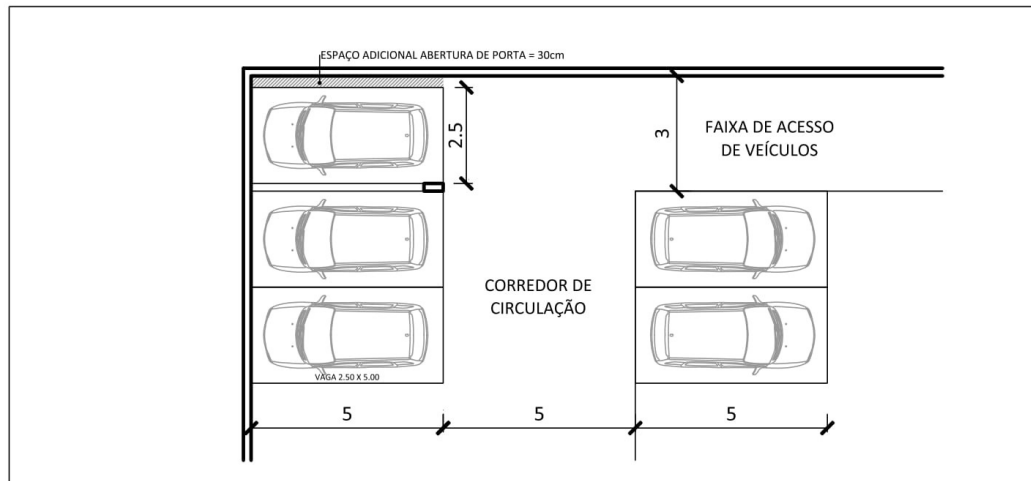 ESPAÇO ADICIONAL ABERTURA DE PORTA = 30cm
2.5
3
FAIXA DE ACESSO
DE VEÍCULOS
CORREDOR DE
CIRCULAÇÃO
VAGA 2.50 X 5.00
5
5
5